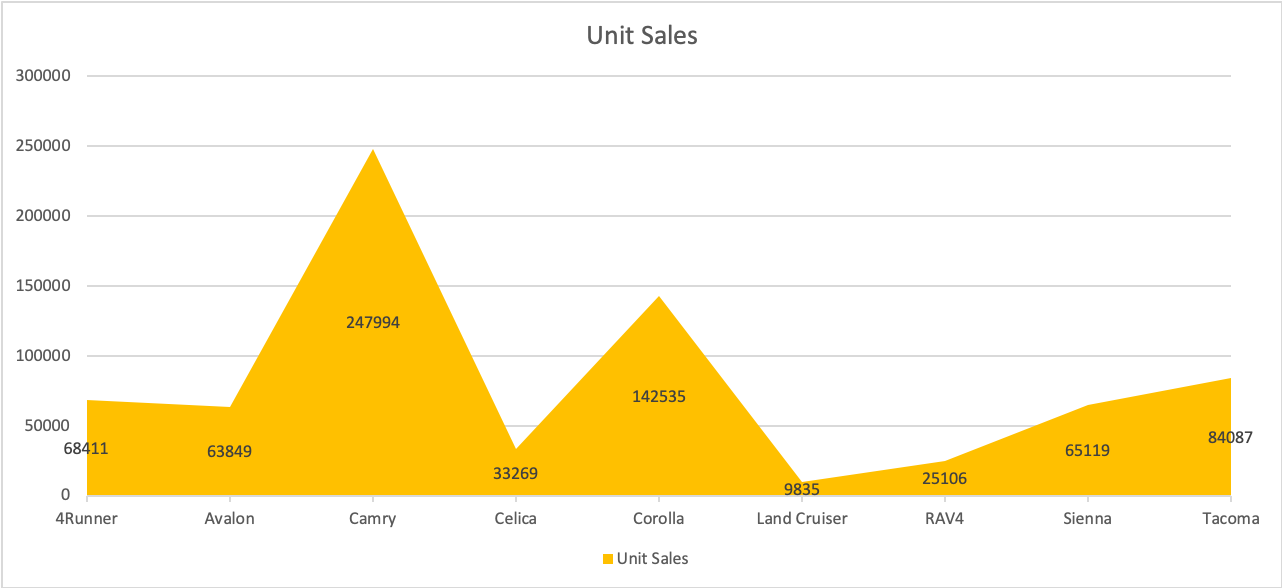 Unit Sales
300000
250000
200000
150000
100000
50000
0
247994
142535
68411 63849 33269 9835 25106 65119 84087
4Runner Avalon Camry Celica Corolla Land Cruiser RAV4 Sienna Tacoma
Unit Sales